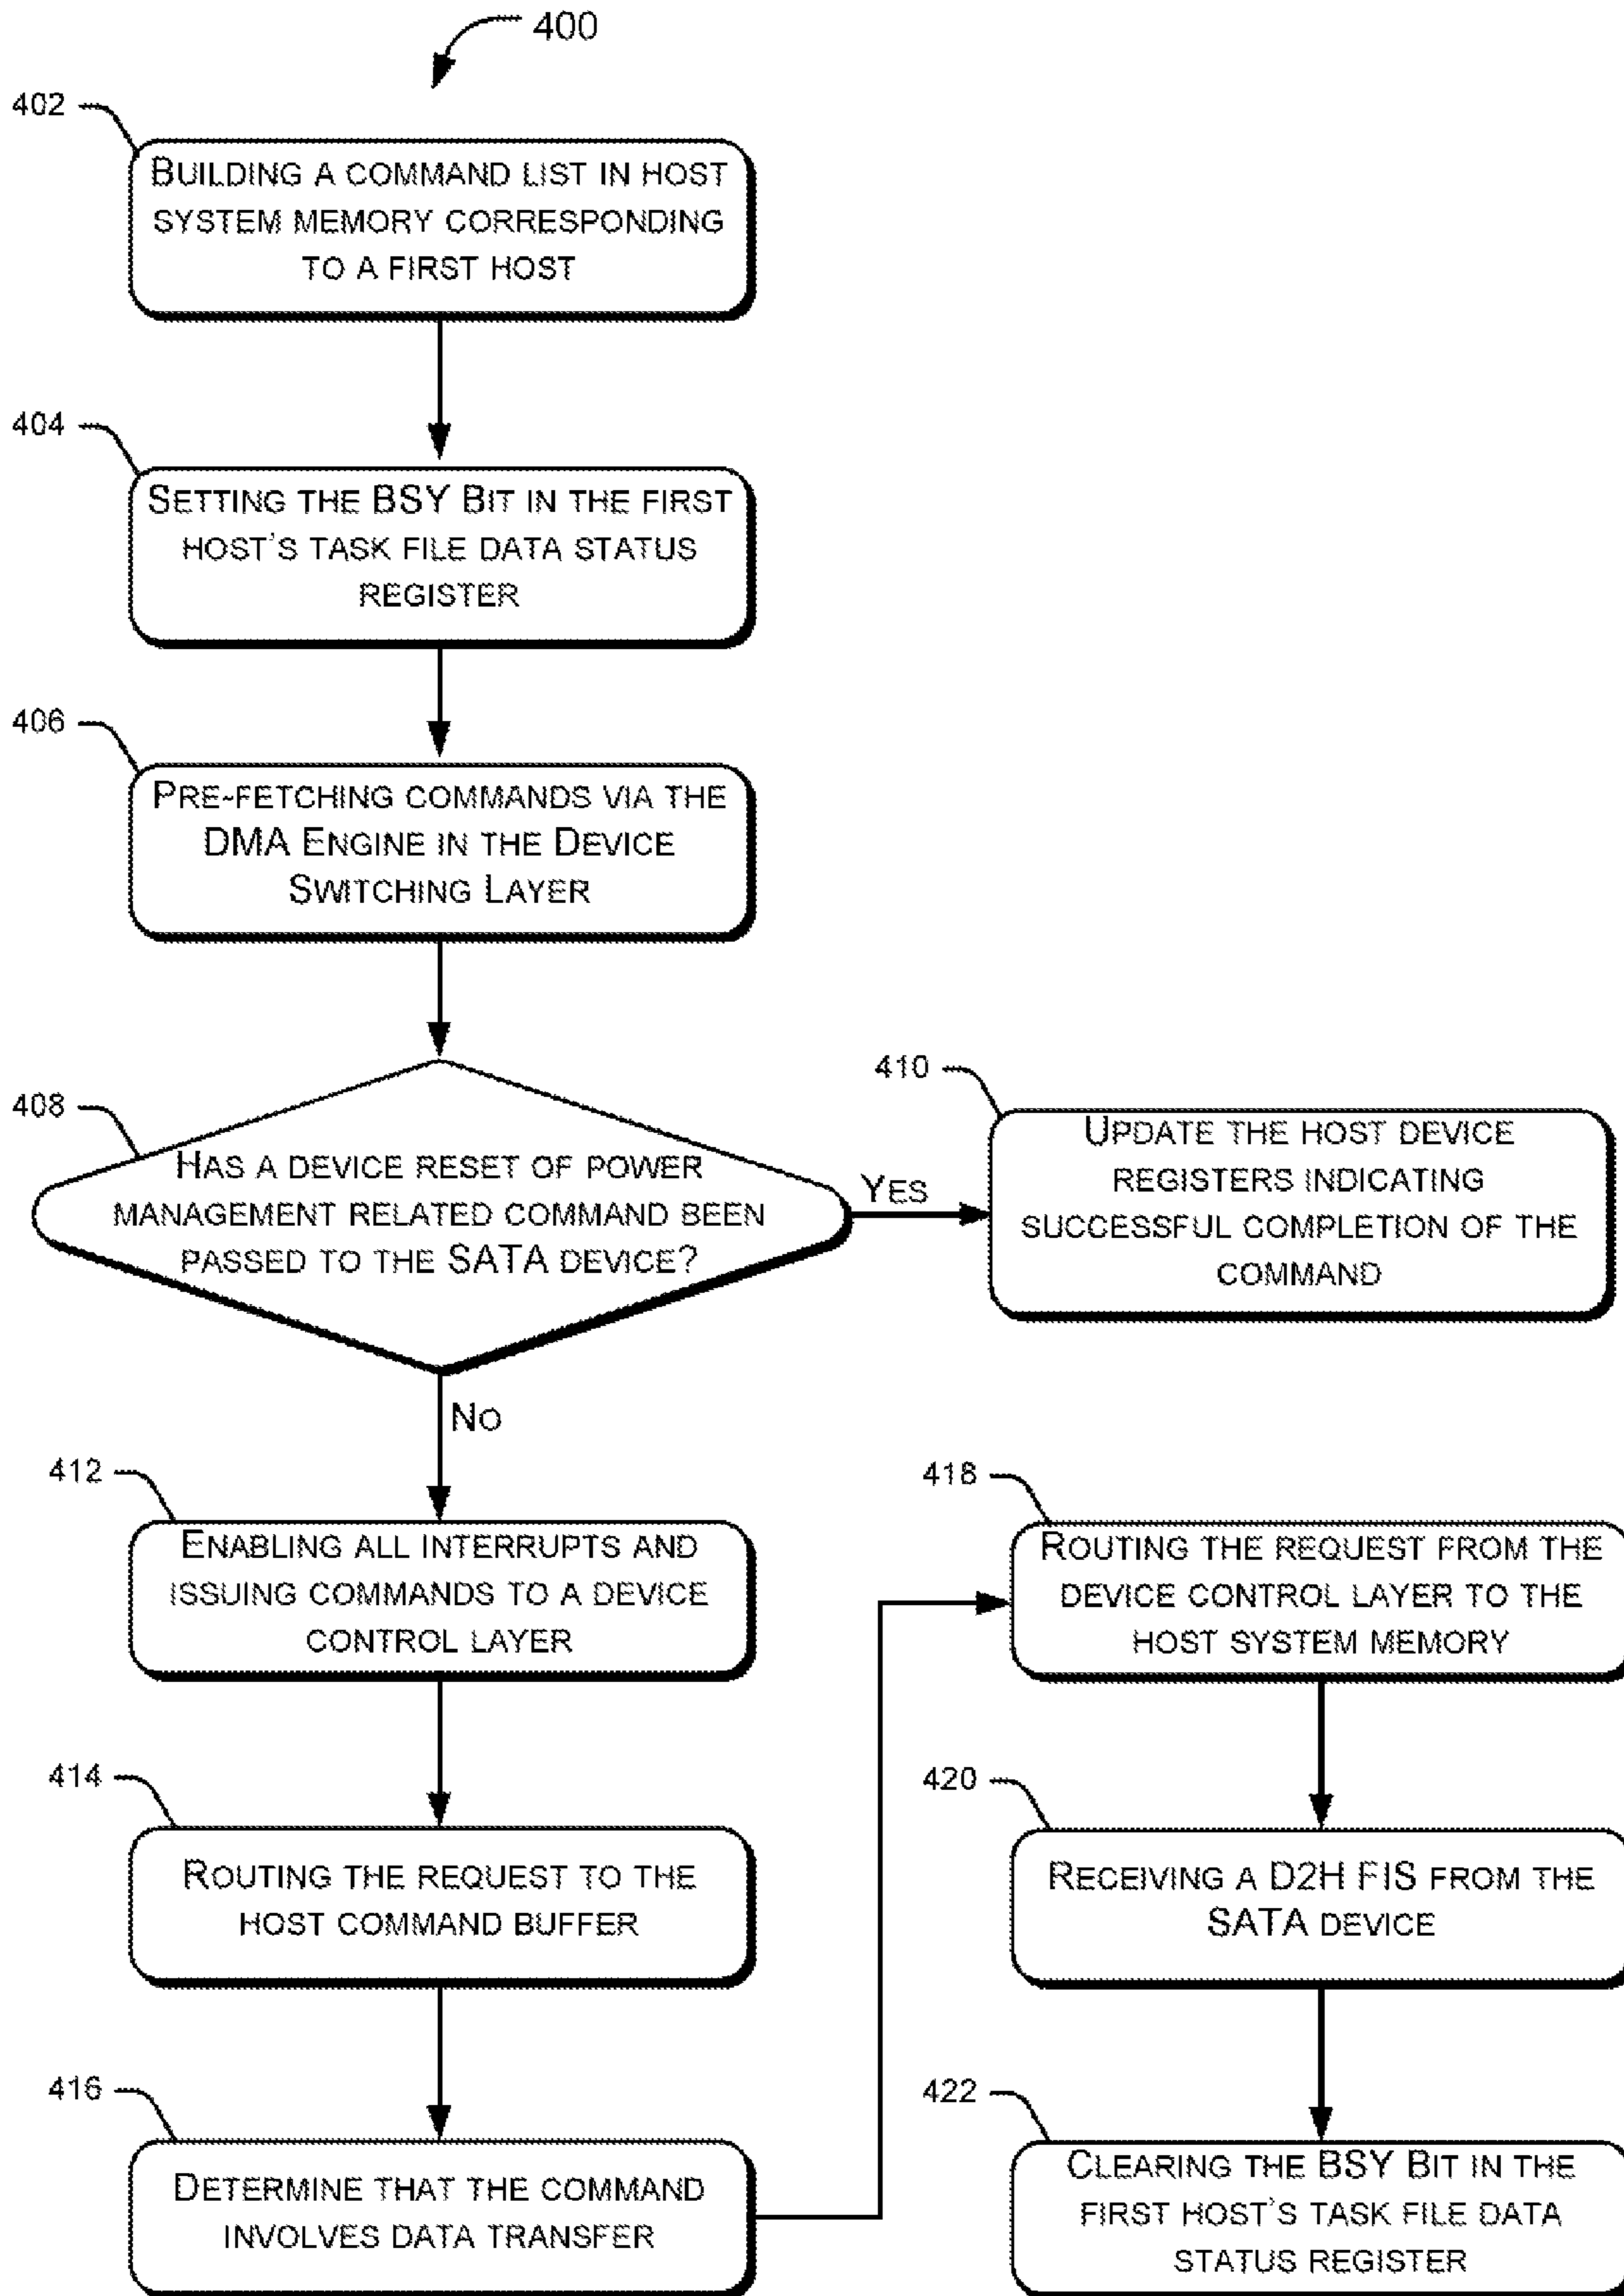 400
402
BUILDING A COMMAND LIST IN HOST
SYSTEM MEMORY CORRESPONDING
TO A FIRST HOST
404
SETTING THE BSY BIT IN THE FIRST
HOST'S TASK FILE DATA STATUS
REGISTER
406
PRE-FETCHING COMMANDS VIA THE
DMA ENGINE IN THE DEVICE
SWITCHING LAYER
408
HAS A DEVICE RESET OF POWER
MANAGEMENT RELATED COMMAND BEEN
PASSED TO THE SATA DEVICE?
YES
410
UPDATE THE HOST DEVICE
REGISTERS INDICATING
SUCCESSFUL COMPLETION OF THE
COMMAND
NO
412
ENABLING ALL INTERRUPTS AND
ISSUING COMMANDS TO A DEVICE
CONTROL LAYER
414
ROUTING THE REQUEST TO THE
HOST COMMAND BUFFER
416
DETERMINE THAT THE COMMAND
INVOLVES DATA TRANSFER
418
ROUTING THE REQUEST FROM THE
DEVICE CONTROL LAYER TO THE
HOST SYSTEM MEMORY
420
RECEIVING A D2H FIS FROM THE
SATA DEVICE
422
CLEARING THE BSY BIT IN THE
FIRST HOST'S TASK FILE DATA
STATUS REGISTER